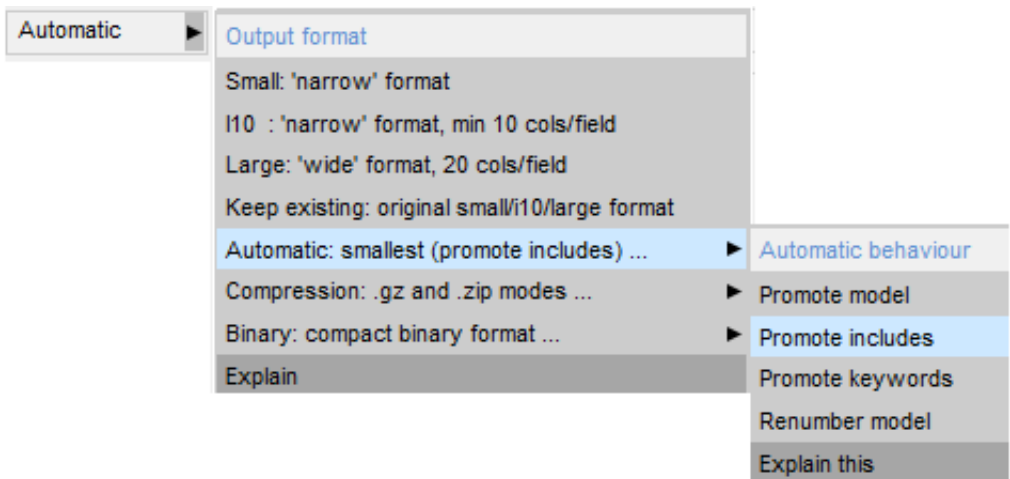 Automatic
Output format
Small: 'narrow' format
I10 : 'narrow' format, min 10 cols/field
Large: 'wide' format, 20 cols/field
Keep existing: original small/i10/large format
Automatic: smallest (promote includes) ...
Compression: .gz and .zip modes ...
Binary: compact binary format ...
Explain
Automatic behaviour
Promote model
Promote includes
Promote keywords
Renumber model
Explain this